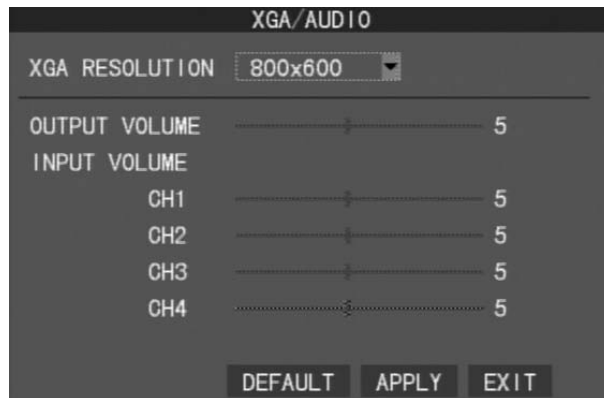 XGA/AUDIO
XGA RESOLUTION 800x600
OUTPUT VOLUME 5
INPUT VOLUME
CH1 5
CH2 5
CH3 5
CH4 5
DEFAULT APPLY EXIT